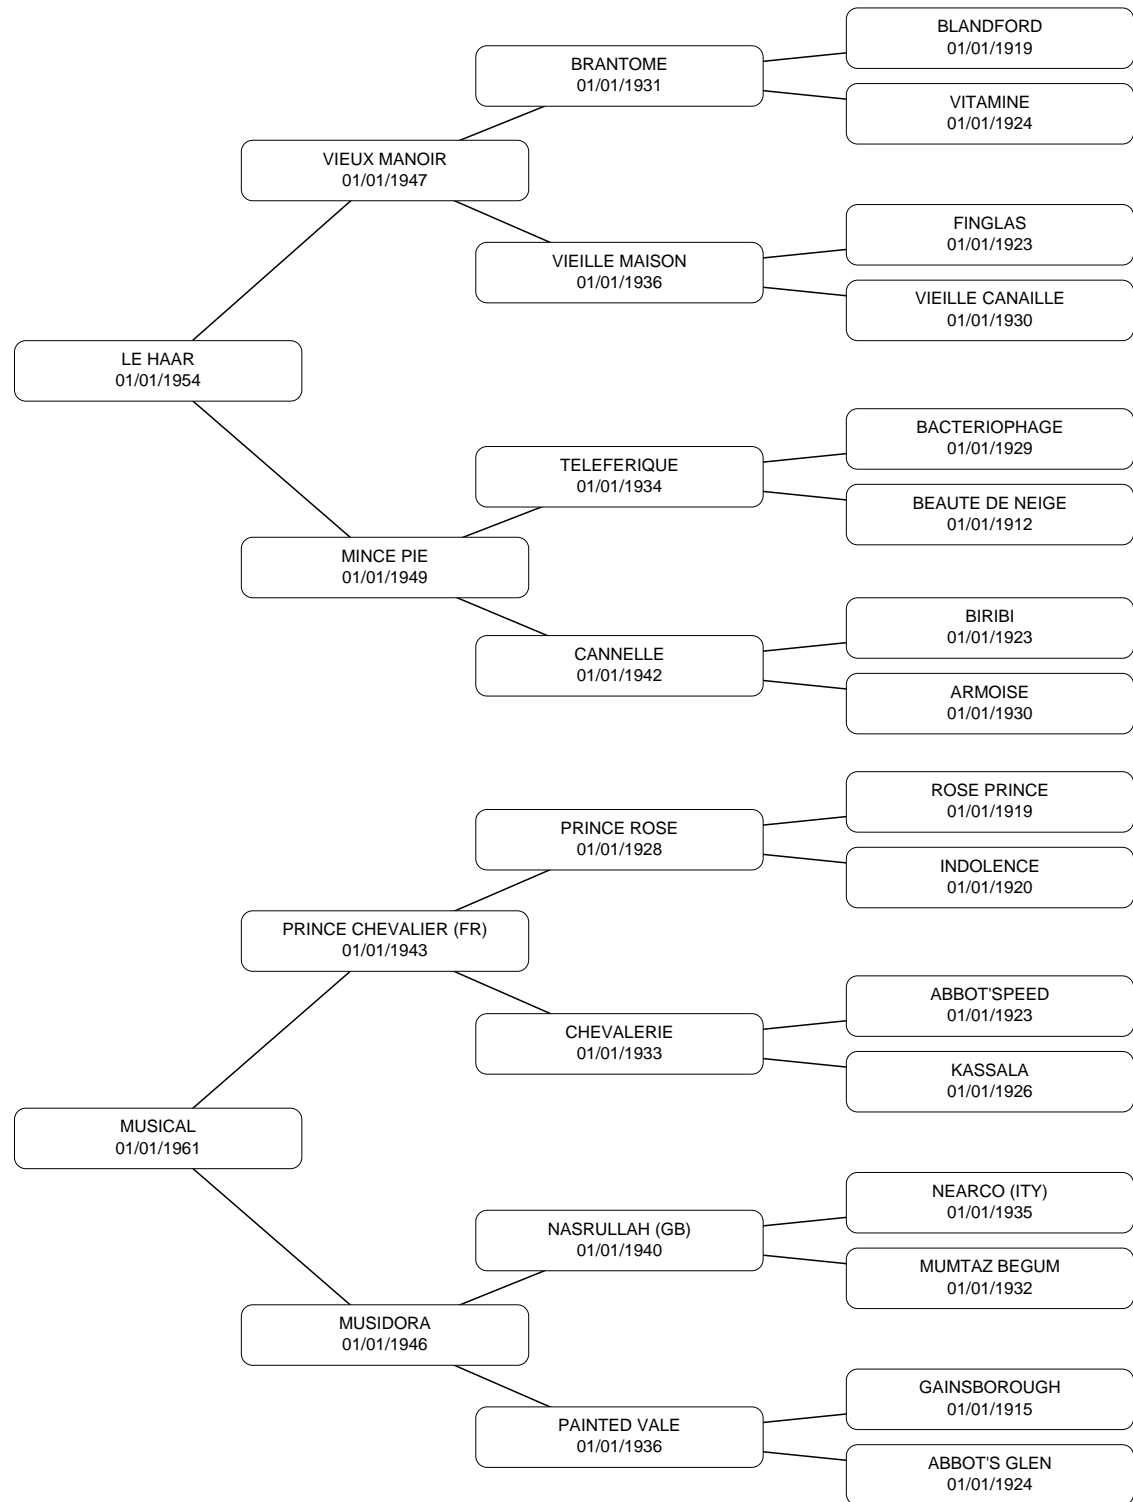 BLANDFORD
01/01/1919
BRANTOME
01/01/1931
VITAMINE
01/01/1924
VIEUX MANOIR
01/01/1947
FINGLAS
01/01/1923
VIEILLE MAISON
01/01/1936
VIEILLE CANAILLE
01/01/1930
LE HAAR
01/01/1954
BACTERIOPHAGE
01/01/1929
TELEFERIQUE
01/01/1934
BEAUTE DE NEIGE
01/01/1912
MINCE PIE
01/01/1949
BIRIBI
01/01/1923
CANNELLE
01/01/1942
ARMOISE
01/01/1930
ROSE PRINCE
01/01/1919
PRINCE ROSE
01/01/1928
INDOLENCE
01/01/1920
PRINCE CHEVALIER (FR)
01/01/1943
ABBOT'SPEED
01/01/1923
CHEVALERIE
01/01/1933
KASSALA
01/01/1926
MUSICAL
01/01/1961
NEARCO (ITY)
01/01/1935
NASRULLAH (GB)
01/01/1940
MUMTAZ BEGUM
01/01/1932
MUSIDORA
01/01/1946
GAINSBOROUGH
01/01/1915
PAINTED VALE
01/01/1936
ABBOT'S GLEN
01/01/1924